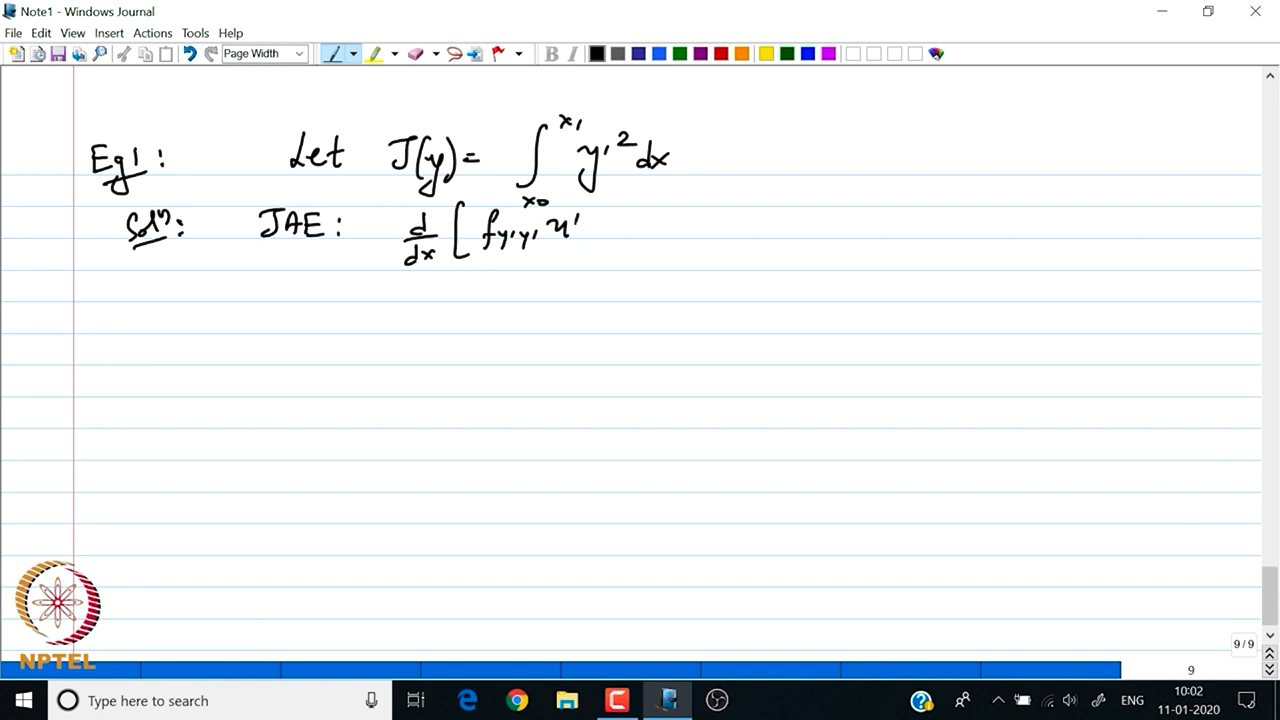 Note1 - Windows Journal
File Edit View Insert Actions Tools Help
Page Width
B I
Eg1: Let J(y) = ∫_{x0}^{x1} y'^2 dx
Soln: JAE: d/dx [ f_{y'y'} u'
NPTEL
9/9
9
Type here to search
ENG
10:02
11-01-2020